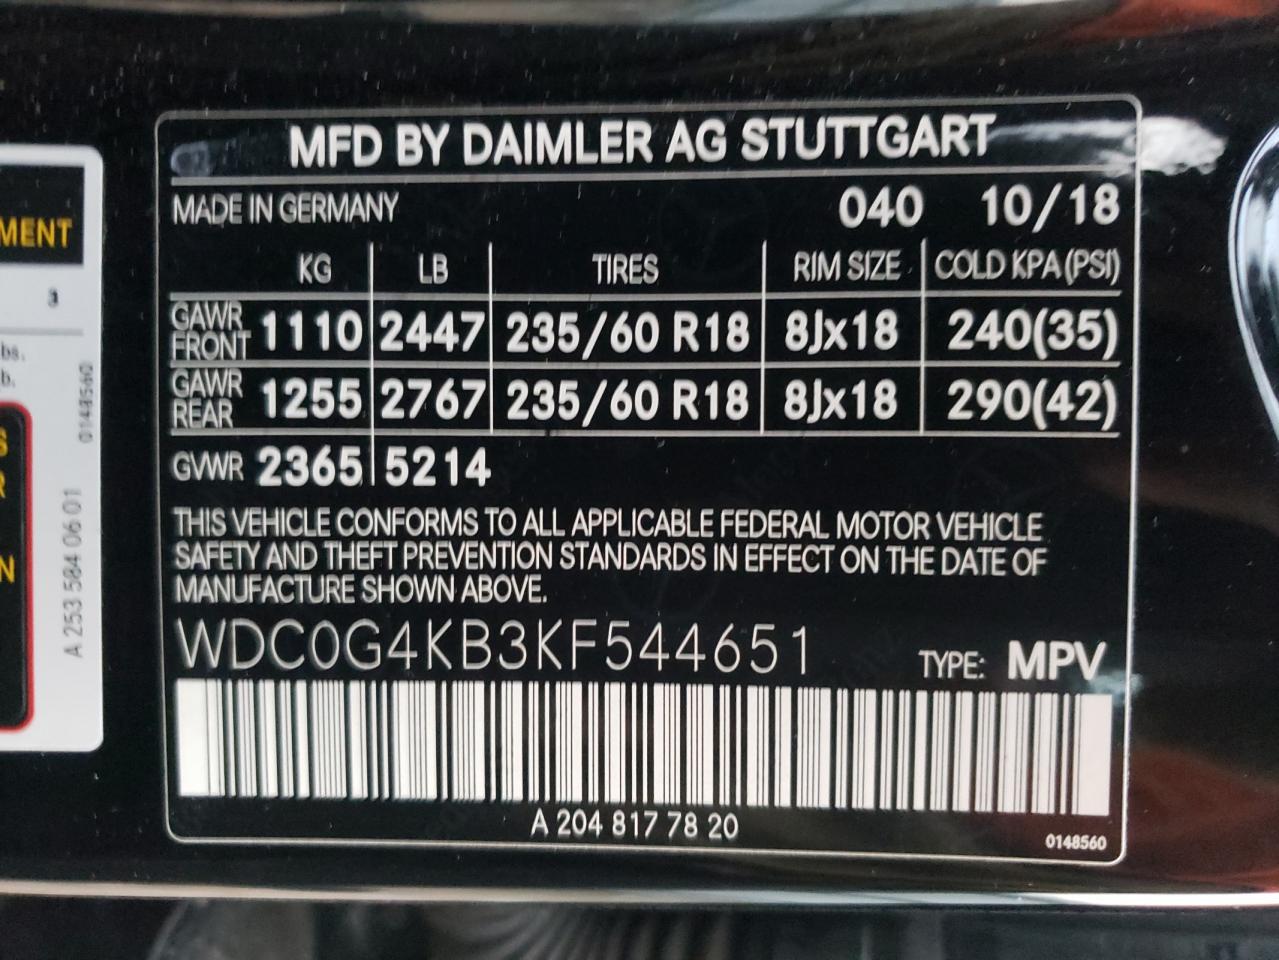 MFD BY DAIMLER AG STUTTGART
MADE IN GERMANY 040 10/18
KG LB TIRES RIM SIZE COLD KPA (PSI)
GAWR FRONT 1110 2447 235/60 R18 8Jx18 240(35)
GAWR REAR 1255 2767 235/60 R18 8Jx18 290(42)
GVWR 2365 5214
THIS VEHICLE CONFORMS TO ALL APPLICABLE FEDERAL MOTOR VEHICLE
SAFETY AND THEFT PREVENTION STANDARDS IN EFFECT ON THE DATE OF
MANUFACTURE SHOWN ABOVE.
WDC0G4KB3KF544651 TYPE: MPV
A 204 817 78 20
0148560
MENT
3
bs.
b.
0148560
S
R
N
A 253 584 06 01